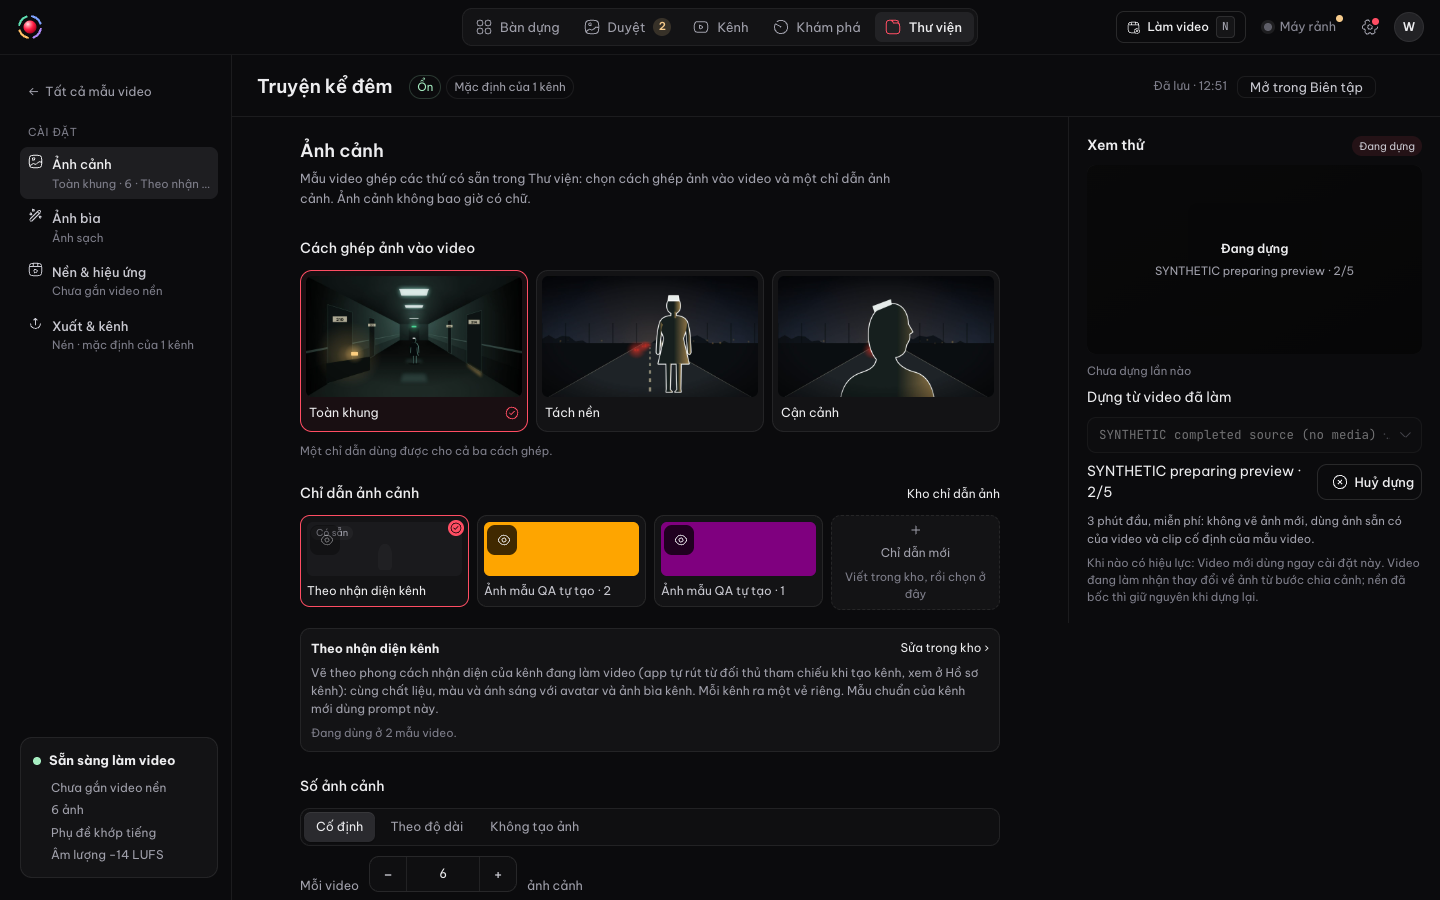 Bàn dựng
Duyệt 2
Kênh
Khám phá
Thư viện
Làm video N
Máy rảnh
W
← Tất cả mẫu video
CÀI ĐẶT
Ảnh cảnh
Toàn khung · 6 · Theo nhận ...
Ảnh bìa
Ảnh sạch
Nền & hiệu ứng
Chưa gắn video nền
Xuất & kênh
Nén · mặc định của 1 kênh
Sẵn sàng làm video
Chưa gắn video nền
6 ảnh
Phụ đề khớp tiếng
Âm lượng -14 LUFS
Truyện kể đêm
Ổn
Mặc định của 1 kênh
Đã lưu · 12:51
Mở trong Biên tập
Ảnh cảnh
Mẫu video ghép các thứ có sẵn trong Thư viện: chọn cách ghép ảnh vào video và một chỉ dẫn ảnh
cảnh. Ảnh cảnh không bao giờ có chữ.
Cách ghép ảnh vào video
Toàn khung
Tách nền
Cận cảnh
Một chỉ dẫn dùng được cho cả ba cách ghép.
Chỉ dẫn ảnh cảnh
Kho chỉ dẫn ảnh
Có sẵn
Theo nhận diện kênh
Ảnh mẫu QA tự tạo · 2
Ảnh mẫu QA tự tạo · 1
+
Chỉ dẫn mới
Viết trong kho, rồi chọn ở
đây
Theo nhận diện kênh
Sửa trong kho ›
Vẽ theo phong cách nhận diện của kênh đang làm video (app tự rút từ đối thủ tham chiếu khi tạo kênh, xem ở Hồ sơ
kênh): cùng chất liệu, màu và ánh sáng với avatar và ảnh bìa kênh. Mỗi kênh ra một vẻ riêng. Mẫu chuẩn của kênh
mới dùng prompt này.
Đang dùng ở 2 mẫu video.
Số ảnh cảnh
Cố định
Theo độ dài
Không tạo ảnh
Mỗi video − 6 + ảnh cảnh
Xem thử
Đang dựng
Đang dựng
SYNTHETIC preparing preview · 2/5
Chưa dựng lần nào
Dựng từ video đã làm
SYNTHETIC completed source (no media) ·.
SYNTHETIC preparing preview ·
2/5
Huỷ dựng
3 phút đầu, miễn phí: không vẽ ảnh mới, dùng ảnh sẵn có
của video và clip cố định của mẫu video.
Khi nào có hiệu lực: Video mới dùng ngay cài đặt này. Video
đang làm nhận thay đổi về ảnh từ bước chia cảnh; nền đã
bốc thì giữ nguyên khi dựng lại.